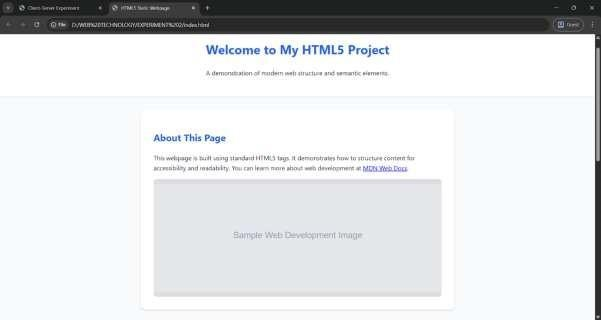 Client-Server Experiment
HTML5 Static Webpage
File
D:/WEB%20TECHNOLOGY/EXPERIMENT%202/index.html
Guest
Welcome to My HTML5 Project
A demonstration of modern web structure and semantic elements.
About This Page
This webpage is built using standard HTML5 tags. It demonstrates how to structure content for
accessibility and readability. You can learn more about web development at MDN Web Docs.
Sample Web Development Image